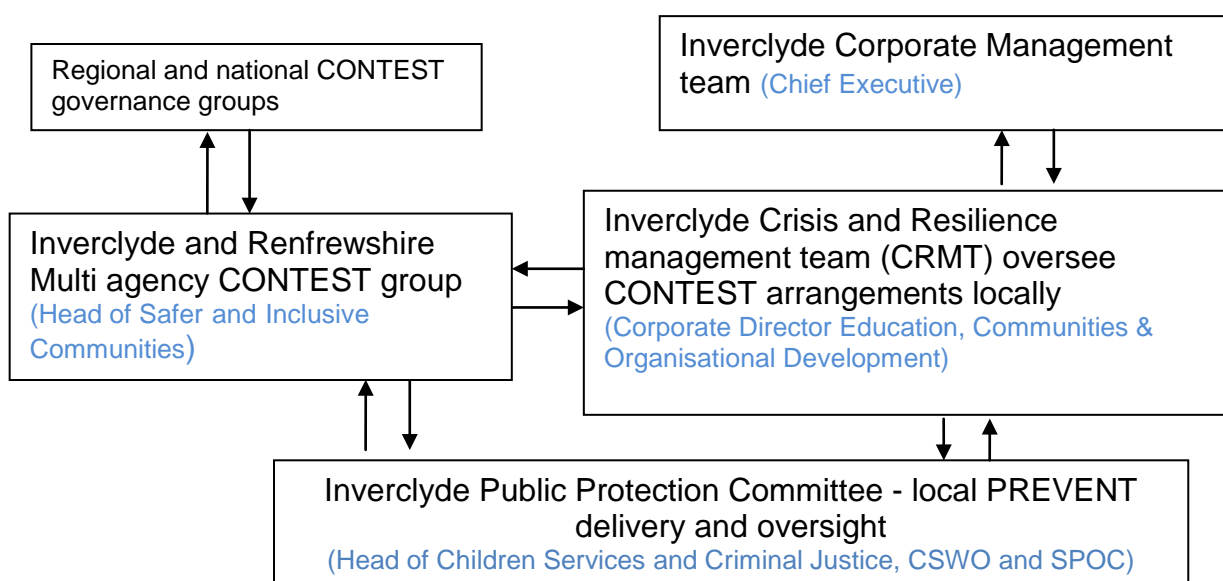 Regional and national CONTEST
governance groups
Inverclyde Corporate Management
team (Chief Executive)
Inverclyde and Renfrewshire
Multi agency CONTEST group
(Head of Safer and Inclusive
Communities)
Inverclyde Crisis and Resilience
management team (CRMT) oversee
CONTEST arrangements locally
(Corporate Director Education, Communities &
Organisational Development)
Inverclyde Public Protection Committee - local PREVENT
delivery and oversight
(Head of Children Services and Criminal Justice, CSWO and SPOC)